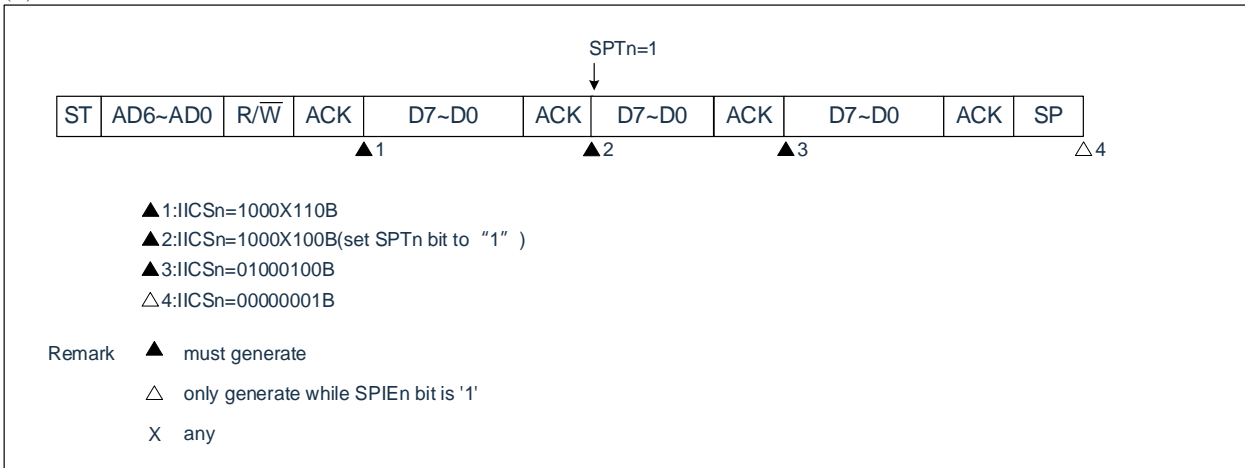 SPTn=1
ST AD6~AD0 R/W̅ ACK D7~D0 ACK D7~D0 ACK D7~D0 ACK SP
▲1 ▲2 ▲3 △4
▲1:IICSn=1000X110B
▲2:IICSn=1000X100B(set SPTn bit to “1” )
▲3:IICSn=01000100B
△4:IICSn=00000001B
Remark ▲ must generate
△ only generate while SPIEn bit is '1'
X any